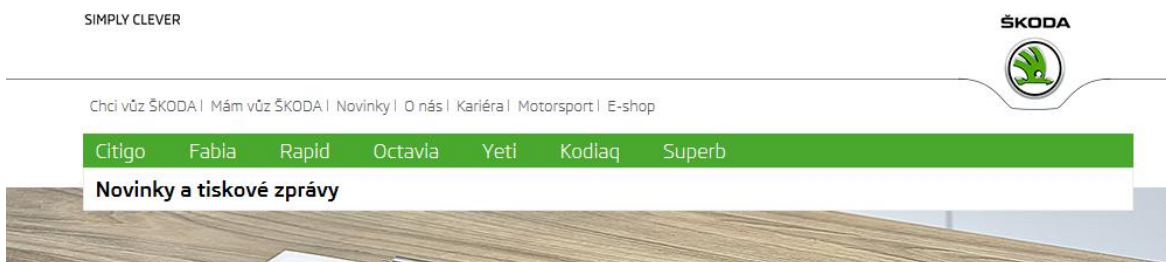 SIMPLY CLEVER
ŠKODA
Chci vůz ŠKODA | Mám vůz ŠKODA | Novinky | O nás | Kariéra | Motorsport | E-shop
Citigo Fabia Rapid Octavia Yeti Kodiaq Superb
Novinky a tiskové zprávy